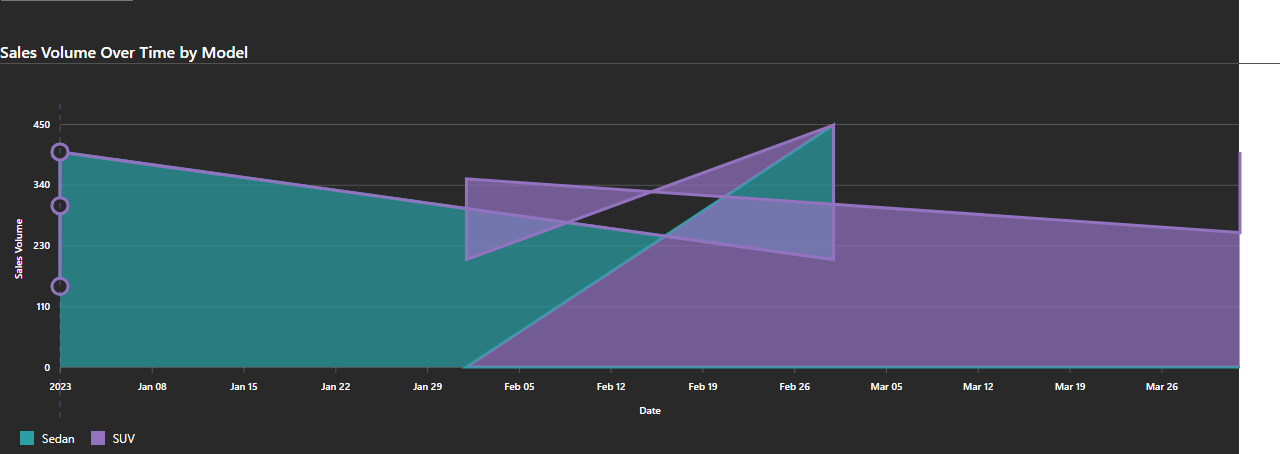 Sales Volume Over Time by Model
450
340
230
110
0
Sales Volume
2023 Jan 08 Jan 15 Jan 22 Jan 29 Feb 05 Feb 12 Feb 19 Feb 26 Mar 05 Mar 12 Mar 19 Mar 26
Date
Sedan SUV